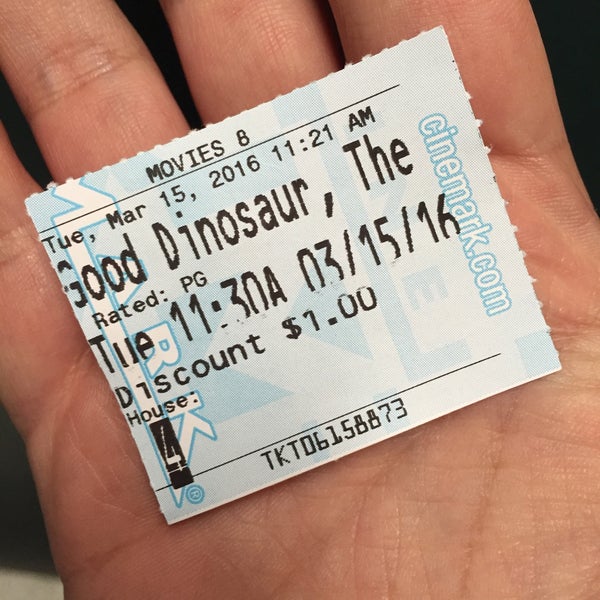 MOVIES 8
Tue, Mar 15, 2016 11:21 AM
Good Dinosaur, The
Rated: PG
Tue 11:30A 03/15/16
Discount $1.00
House:
4
TKT06158873
cinemark.com